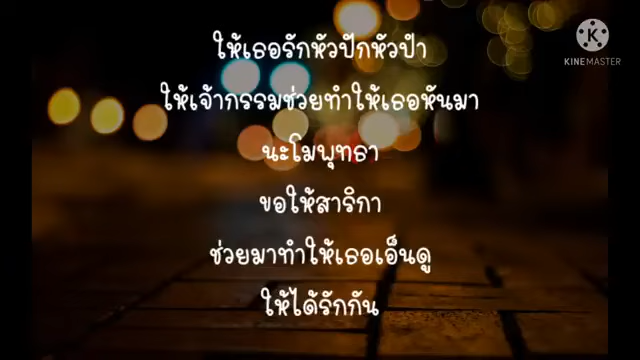 ให้เธอรักหัวปักหัวปำ
ให้เจ้ากรรมช่วยทำให้เธอหันมา
นะโมพุทธา
ขอให้สาริกา
ช่วยมาทำให้เธอเอ็นดู
ให้ได้รักกัน
K
KINEMASTER